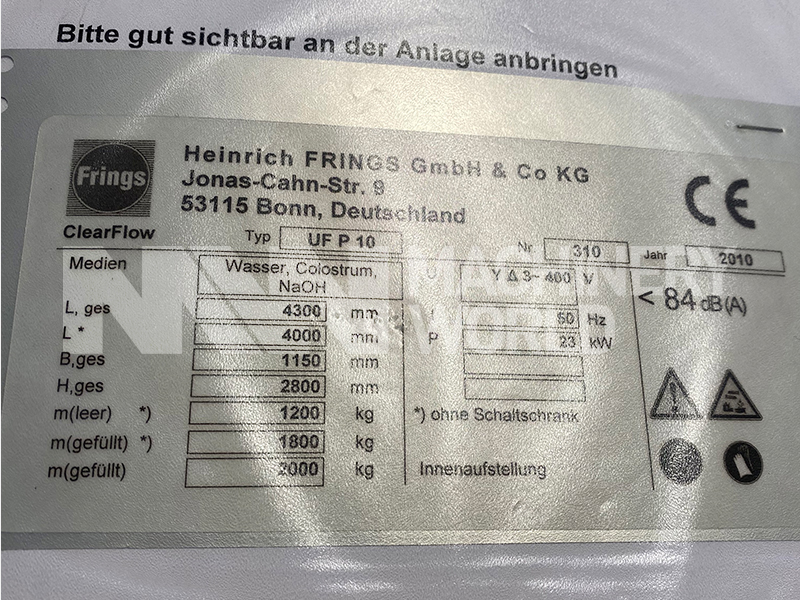 Bitte gut sichtbar an der Anlage anbringen
Frings
Heinrich FRINGS GmbH & Co KG
Jonas-Cahn-Str. 9
53115 Bonn, Deutschland
CE
ClearFlow Typ UF P 10 Nr. 310 Jahr 2010
Medien Wasser, Colostrum, U Y Δ 3~ 400 V
NaOH
< 84 dB(A)
L, ges 4300 mm 50 Hz
L * 4000 mm P 23 kW
B,ges 1150 mm
H,ges 2800 mm
m(leer) *) 1200 kg *) ohne Schaltschrank
m(gefüllt) *) 1800 kg
m(gefüllt) 2000 kg Innenaufstellung
MACHINERY
WORLD